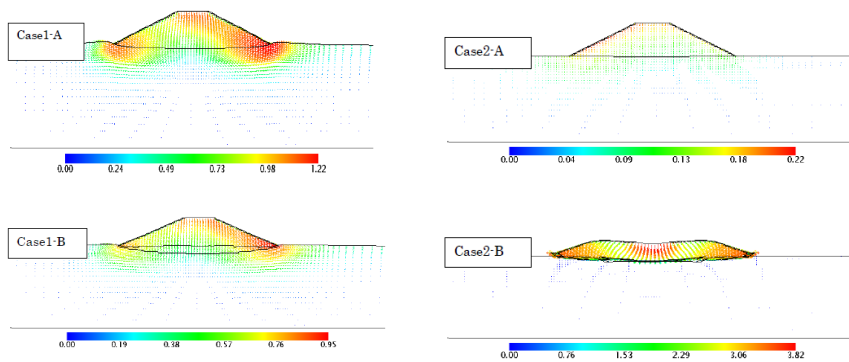 Case1-A
0.00 0.24 0.49 0.73 0.98 1.22
Case2-A
0.00 0.04 0.09 0.13 0.18 0.22
Case1-B
0.00 0.19 0.38 0.57 0.76 0.95
Case2-B
0.00 0.76 1.53 2.29 3.06 3.82